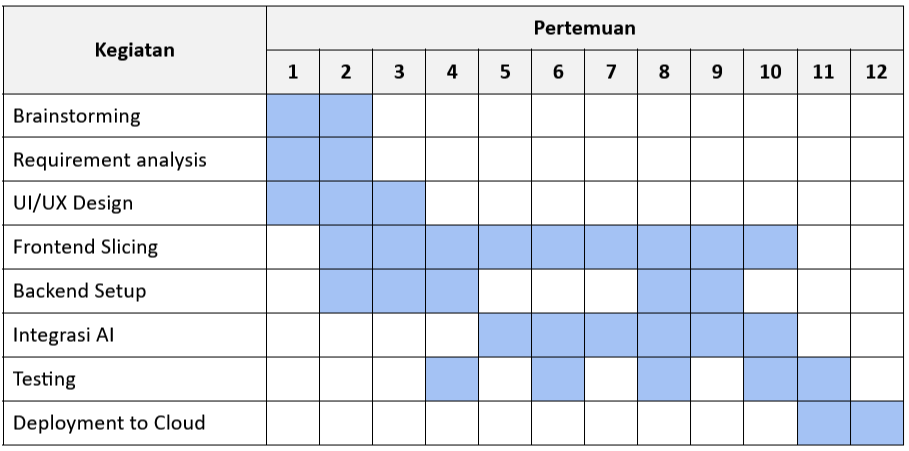 Kegiatan
Pertemuan
1 2 3 4 5 6 7 8 9 10 11 12
Brainstorming
Requirement analysis
UI/UX Design
Frontend Slicing
Backend Setup
Integrasi AI
Testing
Deployment to Cloud